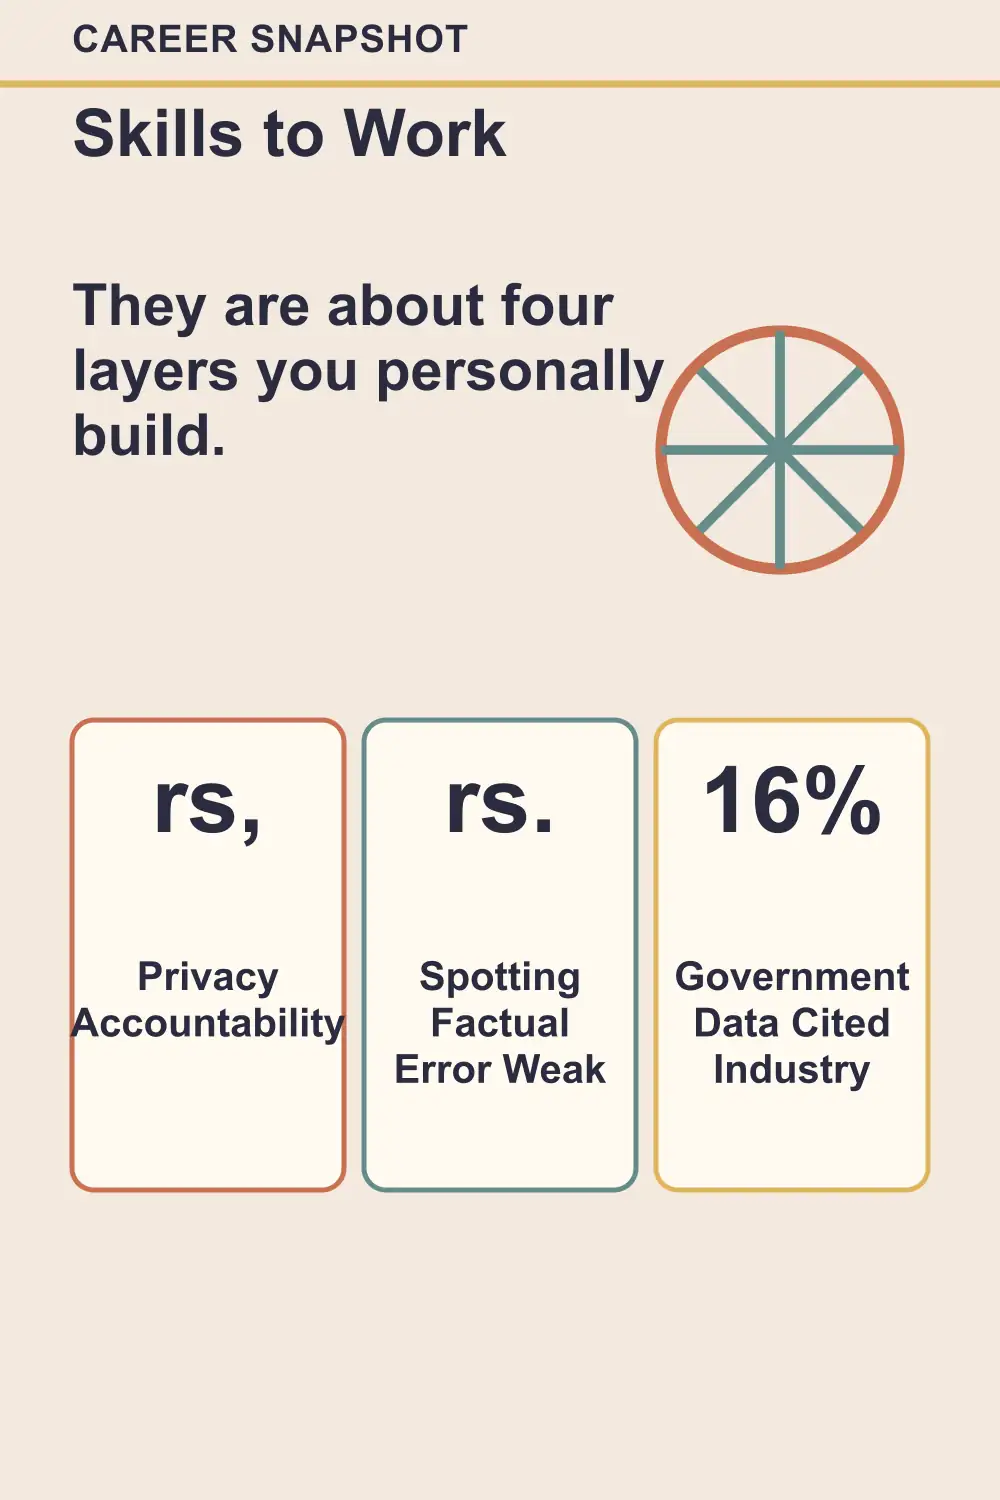 CAREER SNAPSHOT
Skills to Work
They are about four
layers you personally
build.
rs,
Privacy
Accountability
rs.
Spotting
Factual
Error Weak
16%
Government
Data Cited
Industry